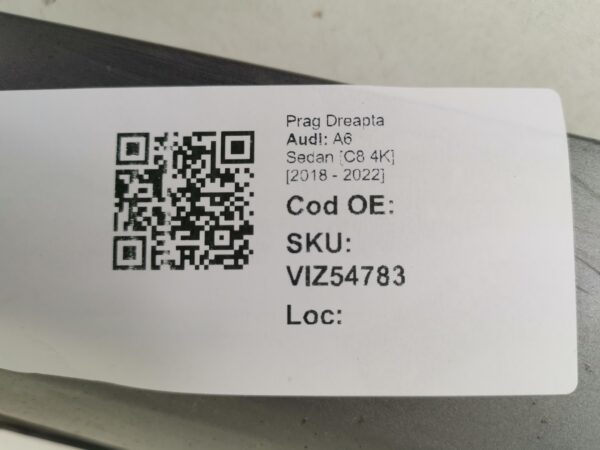 Prag Dreapta
Audi: A6
Sedan [C8 4K]
[2018 - 2022]
Cod OE:
SKU:
VIZ54783
Loc: